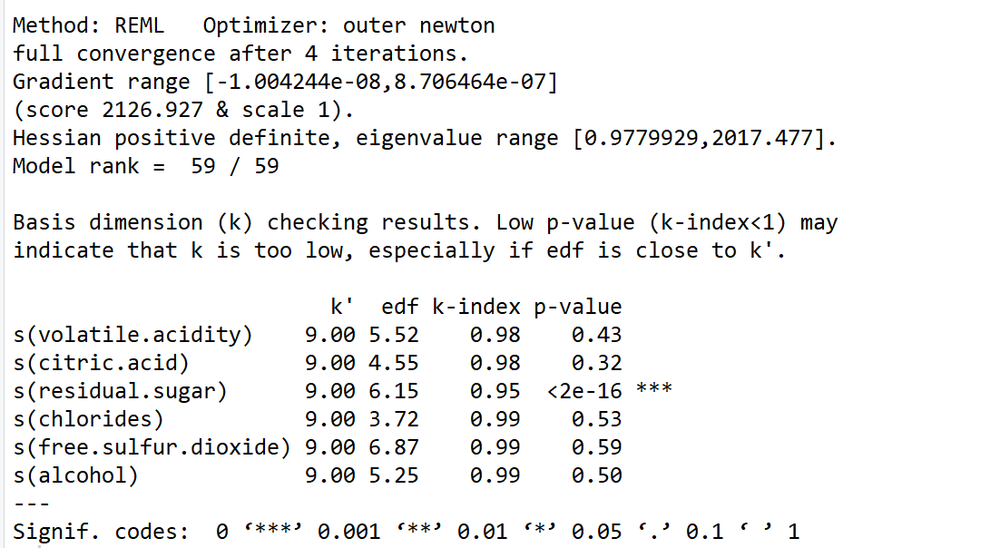 Method: REML   Optimizer: outer newton
full convergence after 4 iterations.
Gradient range [-1.004244e-08,8.706464e-07]
(score 2126.927 & scale 1).
Hessian positive definite, eigenvalue range [0.9779929,2017.477].
Model rank =  59 / 59

Basis dimension (k) checking results. Low p-value (k-index<1) may
indicate that k is too low, especially if edf is close to k'.

                         k'  edf k-index p-value
s(volatile.acidity)    9.00 5.52    0.98    0.43
s(citric.acid)         9.00 4.55    0.98    0.32
s(residual.sugar)      9.00 6.15    0.95  <2e-16 ***
s(chlorides)           9.00 3.72    0.99    0.53
s(free.sulfur.dioxide) 9.00 6.87    0.99    0.59
s(alcohol)             9.00 5.25    0.99    0.50
---
Signif. codes:  0 ‘***’ 0.001 ‘**’ 0.01 ‘*’ 0.05 ‘.’ 0.1 ‘ ’ 1